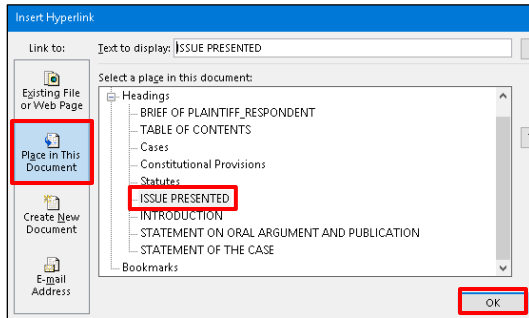 Insert Hyperlink
Link to:
Text to display: ISSUE PRESENTED
Select a place in this document:
Existing File
or Web Page
Place in This
Document
Create New
Document
E-mail
Address
Headings
BRIEF OF PLAINTIFF_RESPONDENT
TABLE OF CONTENTS
Cases
Constitutional Provisions
Statutes
ISSUE PRESENTED
INTRODUCTION
STATEMENT ON ORAL ARGUMENT AND PUBLICATION
STATEMENT OF THE CASE
Bookmarks
OK